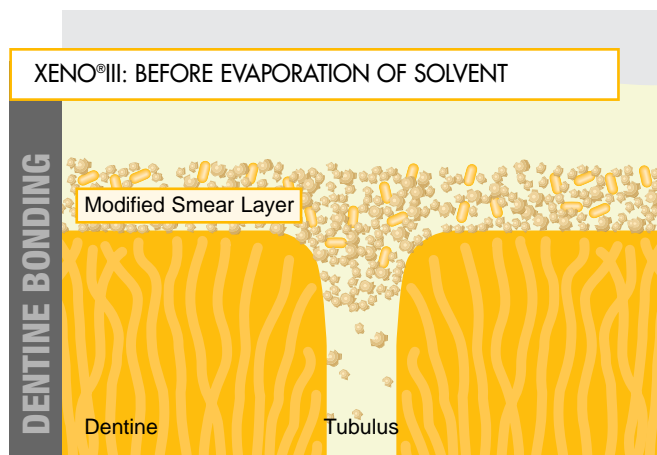 XENO®III: BEFORE EVAPORATION OF SOLVENT
DENTINE BONDING
Modified Smear Layer
Dentine
Tubulus